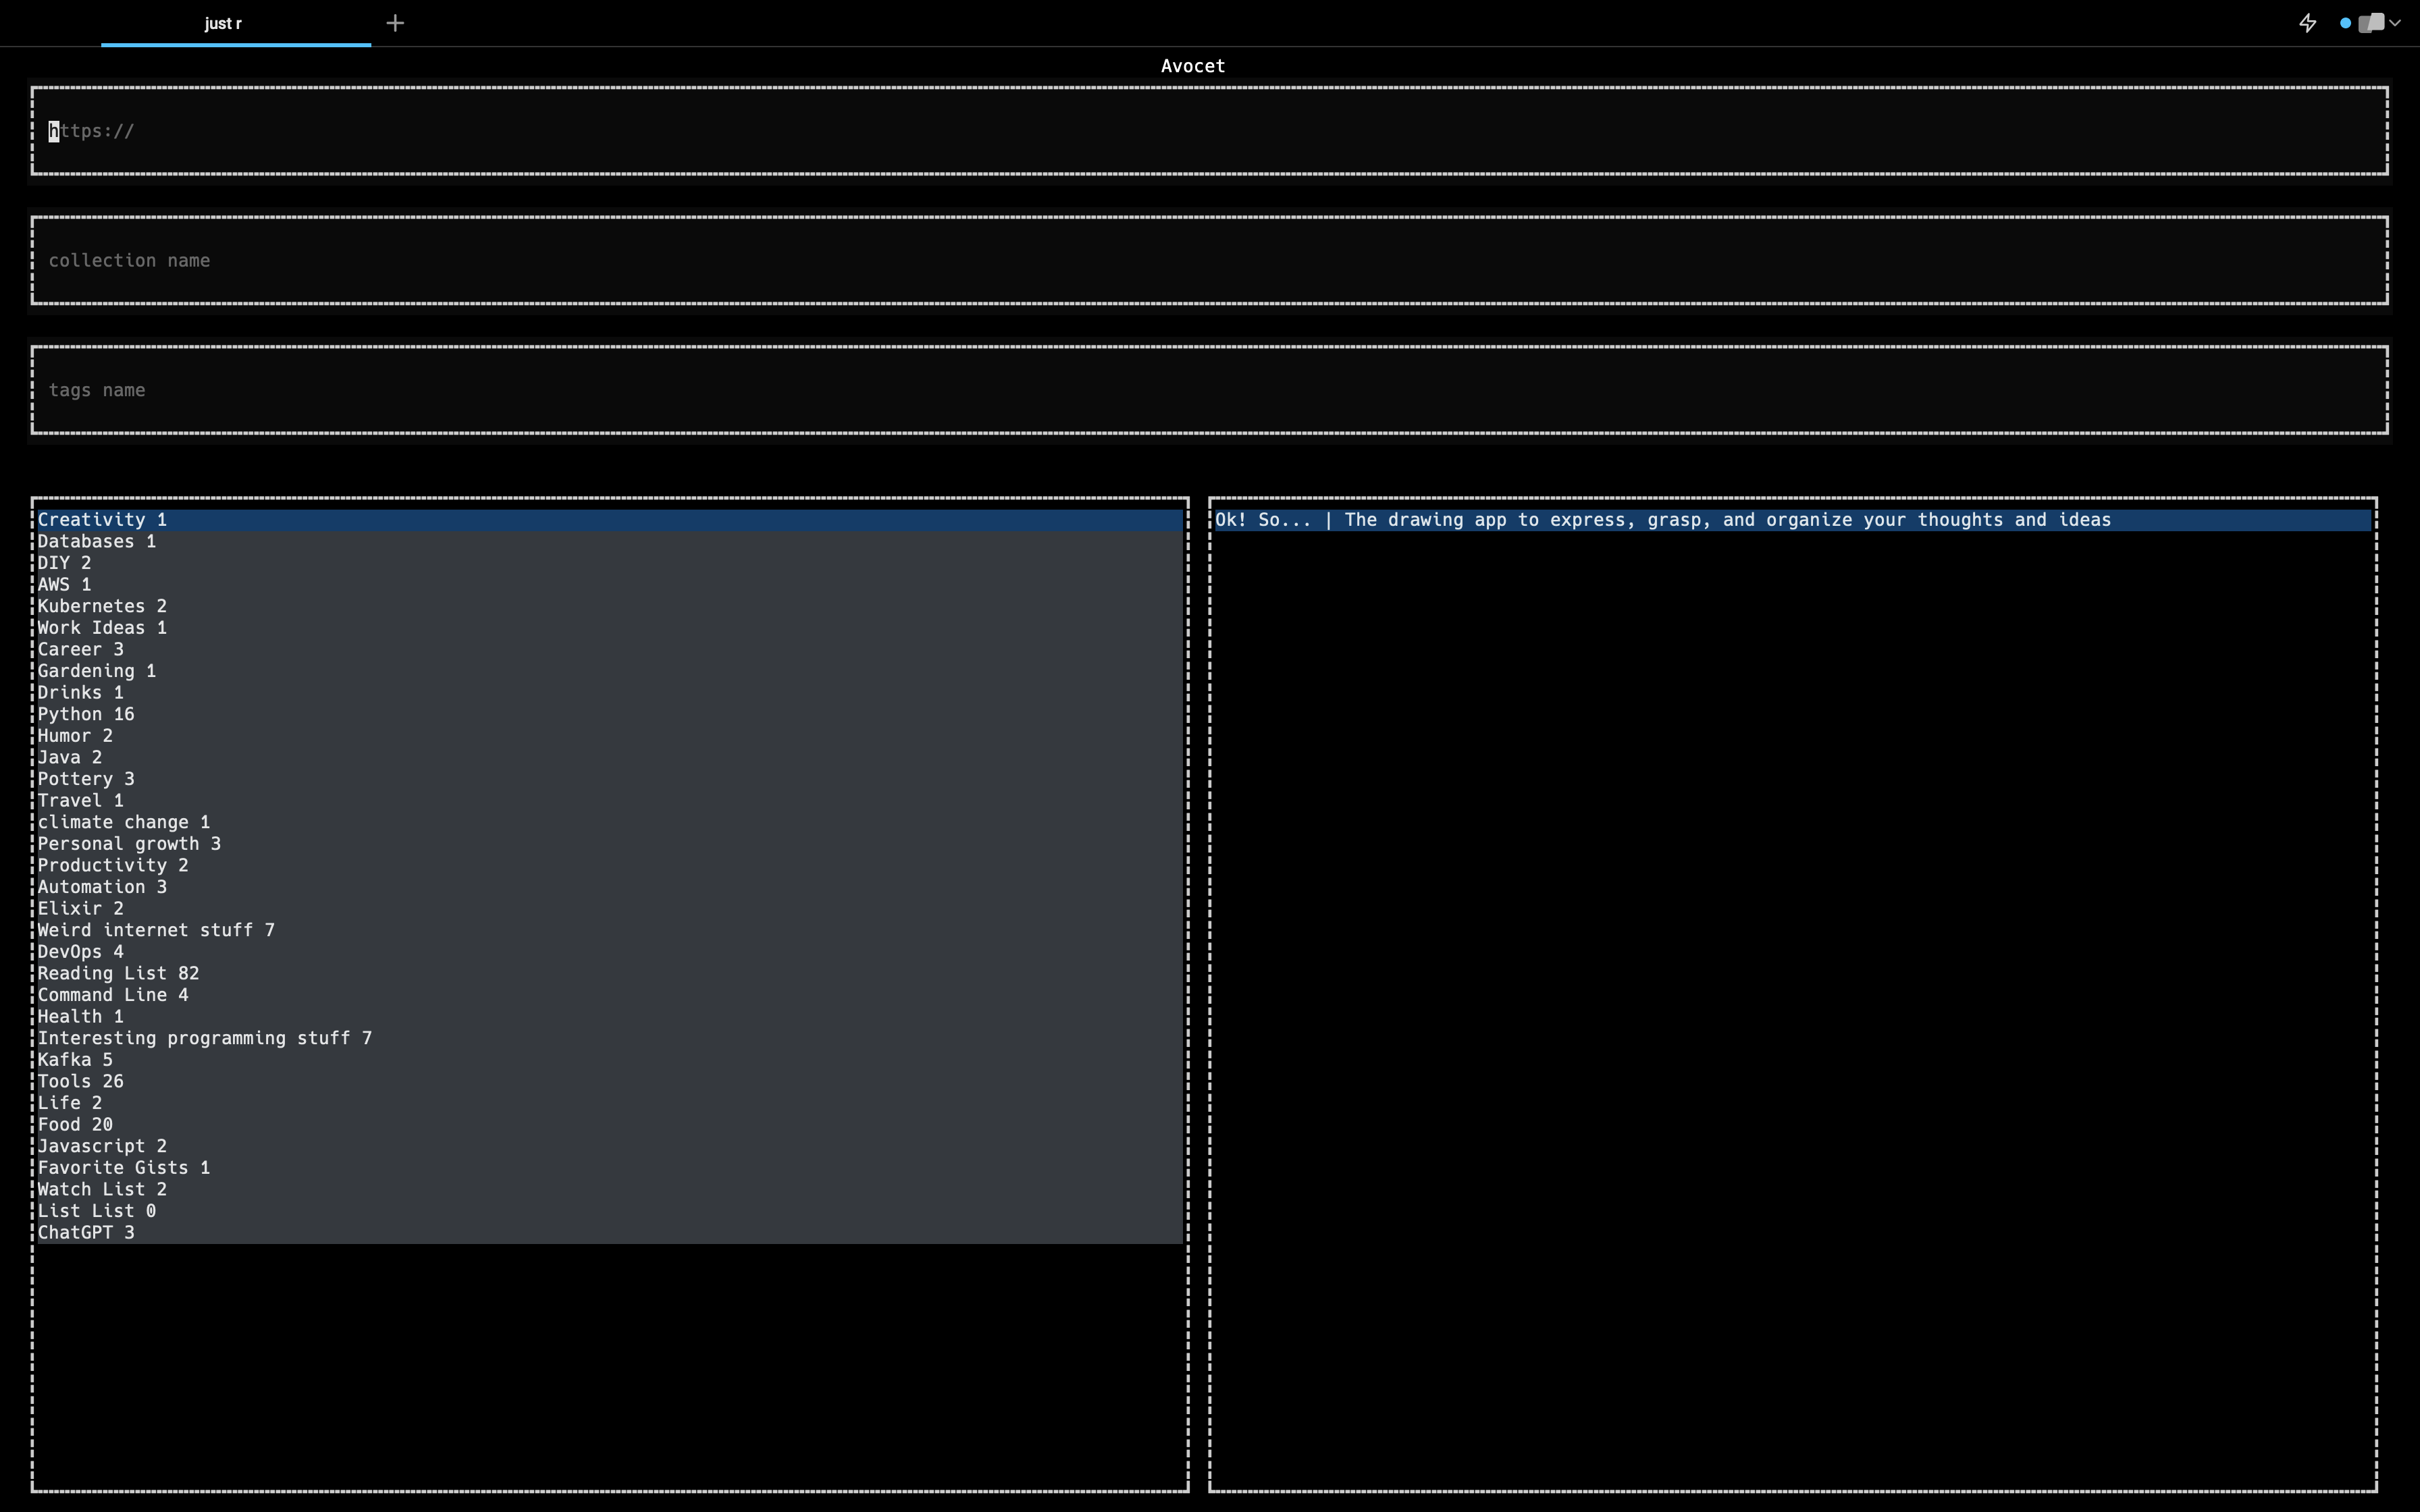 just r
Avocet
https://
collection name
tags name
Creativity 1
Databases 1
DIY 2
AWS 1
Kubernetes 2
Work Ideas 1
Career 3
Gardening 1
Drinks 1
Python 16
Humor 2
Java 2
Pottery 3
Travel 1
climate change 1
Personal growth 3
Productivity 2
Automation 3
Elixir 2
Weird internet stuff 7
DevOps 4
Reading List 82
Command Line 4
Health 1
Interesting programming stuff 7
Kafka 5
Tools 26
Life 2
Food 20
Javascript 2
Favorite Gists 1
Watch List 2
List List 0
ChatGPT 3
Ok! So... | The drawing app to express, grasp, and organize your thoughts and ideas